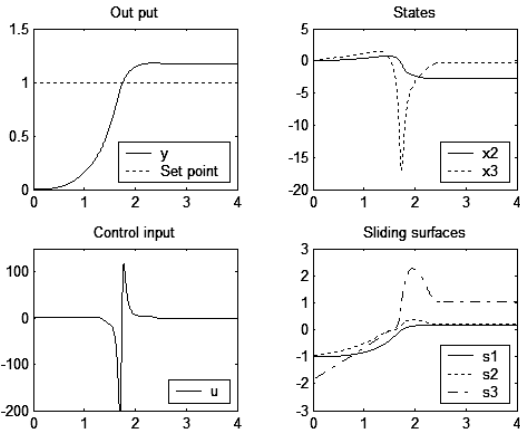 Out put
1.5
1
0.5
0
0 1 2 3 4
y
Set point
States
5
0
-5
-10
-15
-20
0 1 2 3 4
x2
x3
Control input
100
0
-100
-200
0 1 2 3 4
u
Sliding surfaces
3
2
1
0
-1
-2
-3
0 1 2 3 4
s1
s2
s3